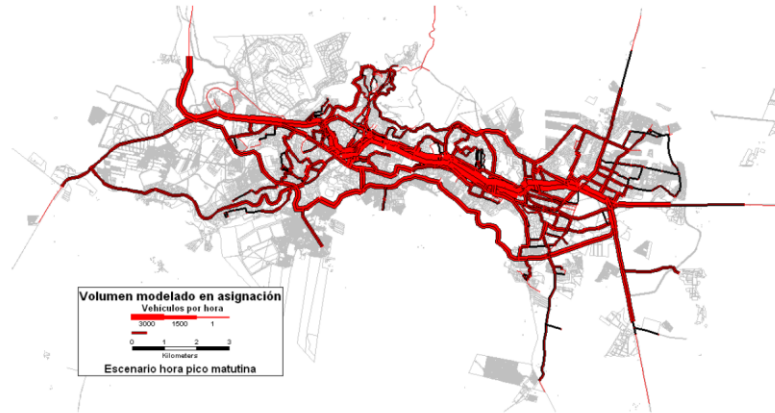 Volumen modelado en asignación
Vehículos por hora
3000 1500 1
0 1 2 3
Kilometers
Escenario hora pico matutina